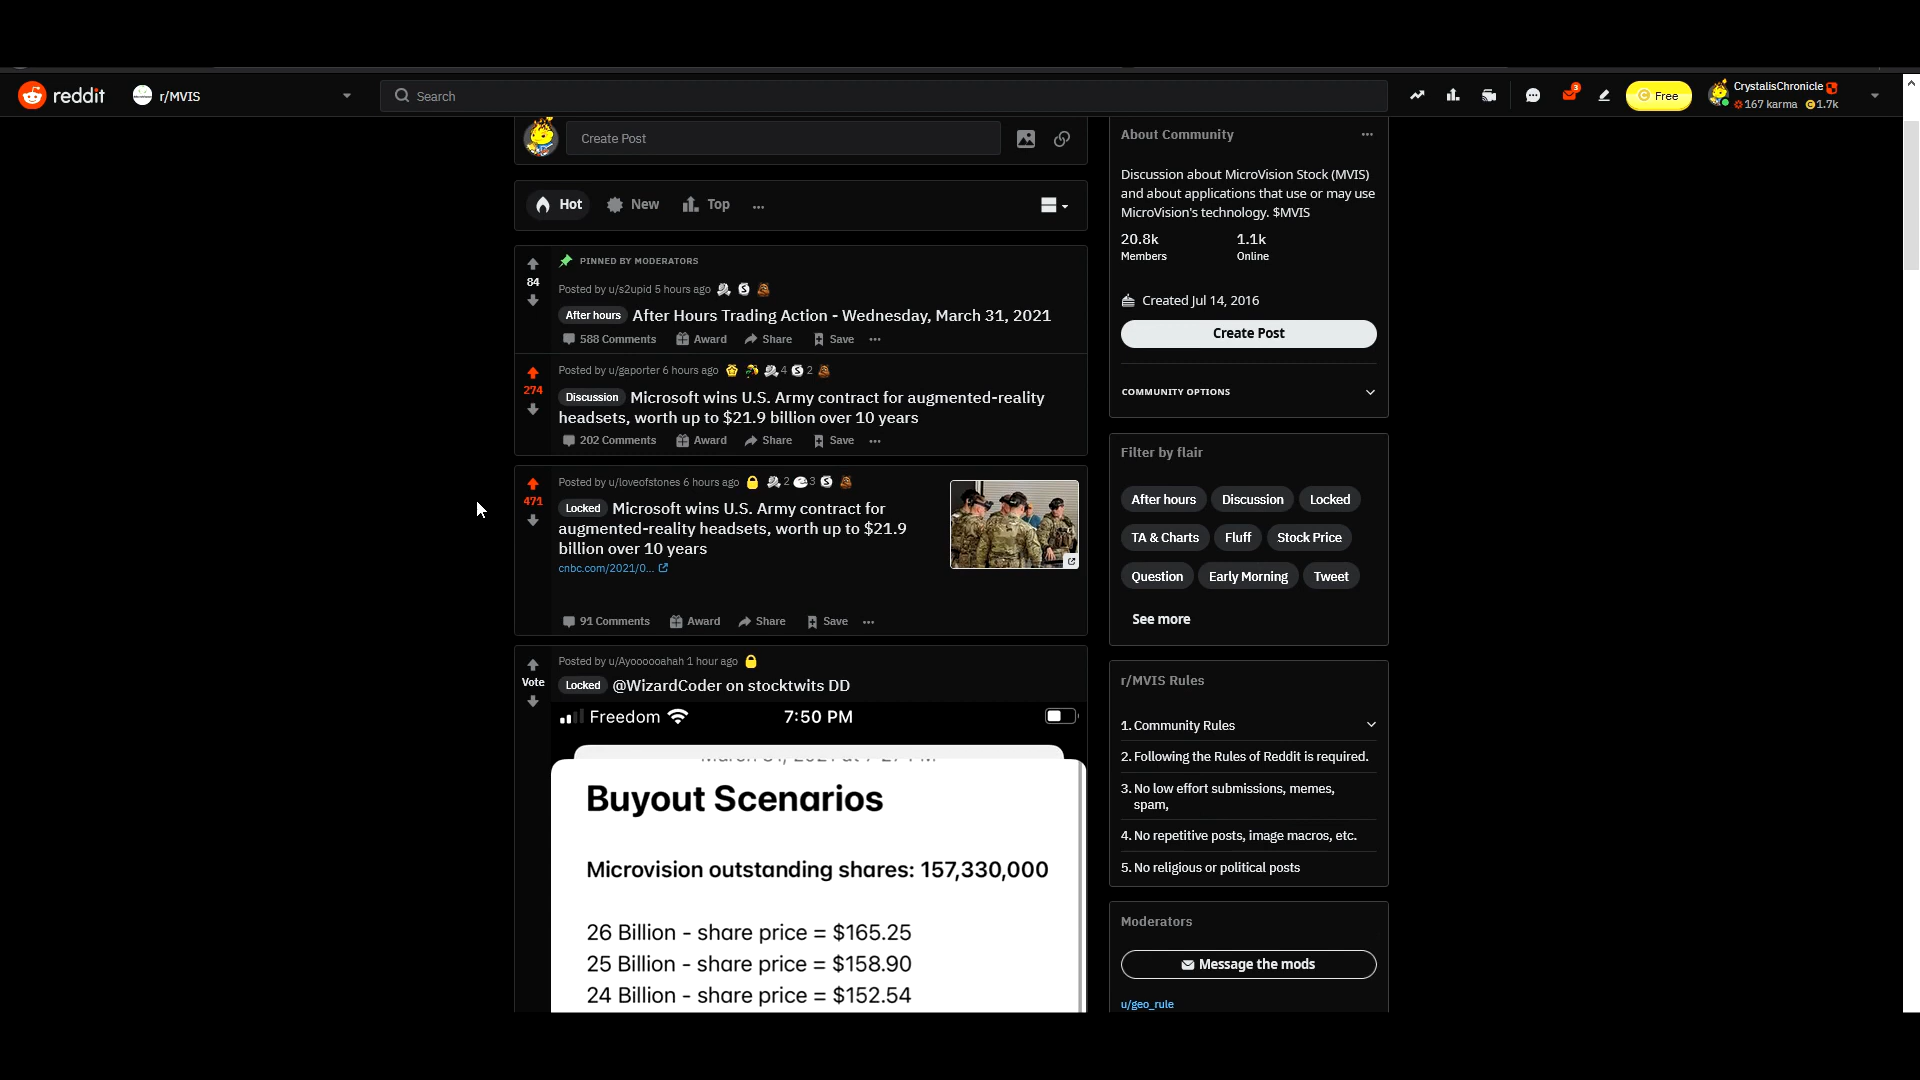 reddit
r/MVIS
Search
3
Free
CrystalisChronicle
167 karma 1.7k
Create Post
Hot
New
Top
...
PINNED BY MODERATORS
84
Posted by u/s2upid 5 hours ago
After hours After Hours Trading Action - Wednesday, March 31, 2021
588 Comments Award Share Save ...
Posted by u/gaporter 6 hours ago 4 2
274
Discussion Microsoft wins U.S. Army contract for augmented-reality
headsets, worth up to $21.9 billion over 10 years
202 Comments Award Share Save ...
Posted by u/loveofstones 6 hours ago 2 3
471
Locked Microsoft wins U.S. Army contract for
augmented-reality headsets, worth up to $21.9
billion over 10 years
cnbc.com/2021/0...
91 Comments Award Share Save ...
Posted by u/Ayoooooahah 1 hour ago
Vote
Locked @WizardCoder on stocktwits DD
Freedom 7:50 PM
Buyout Scenarios
Microvision outstanding shares: 157,330,000
26 Billion - share price = $165.25
25 Billion - share price = $158.90
24 Billion - share price = $152.54
About Community
...
Discussion about MicroVision Stock (MVIS)
and about applications that use or may use
MicroVision's technology. $MVIS
20.8k 1.1k
Members Online
Created Jul 14, 2016
Create Post
COMMUNITY OPTIONS
Filter by flair
After hours Discussion Locked
TA & Charts Fluff Stock Price
Question Early Morning Tweet
See more
r/MVIS Rules
1. Community Rules
2. Following the Rules of Reddit is required.
3. No low effort submissions, memes,
spam,
4. No repetitive posts, image macros, etc.
5. No religious or political posts
Moderators
Message the mods
u/geo_rule